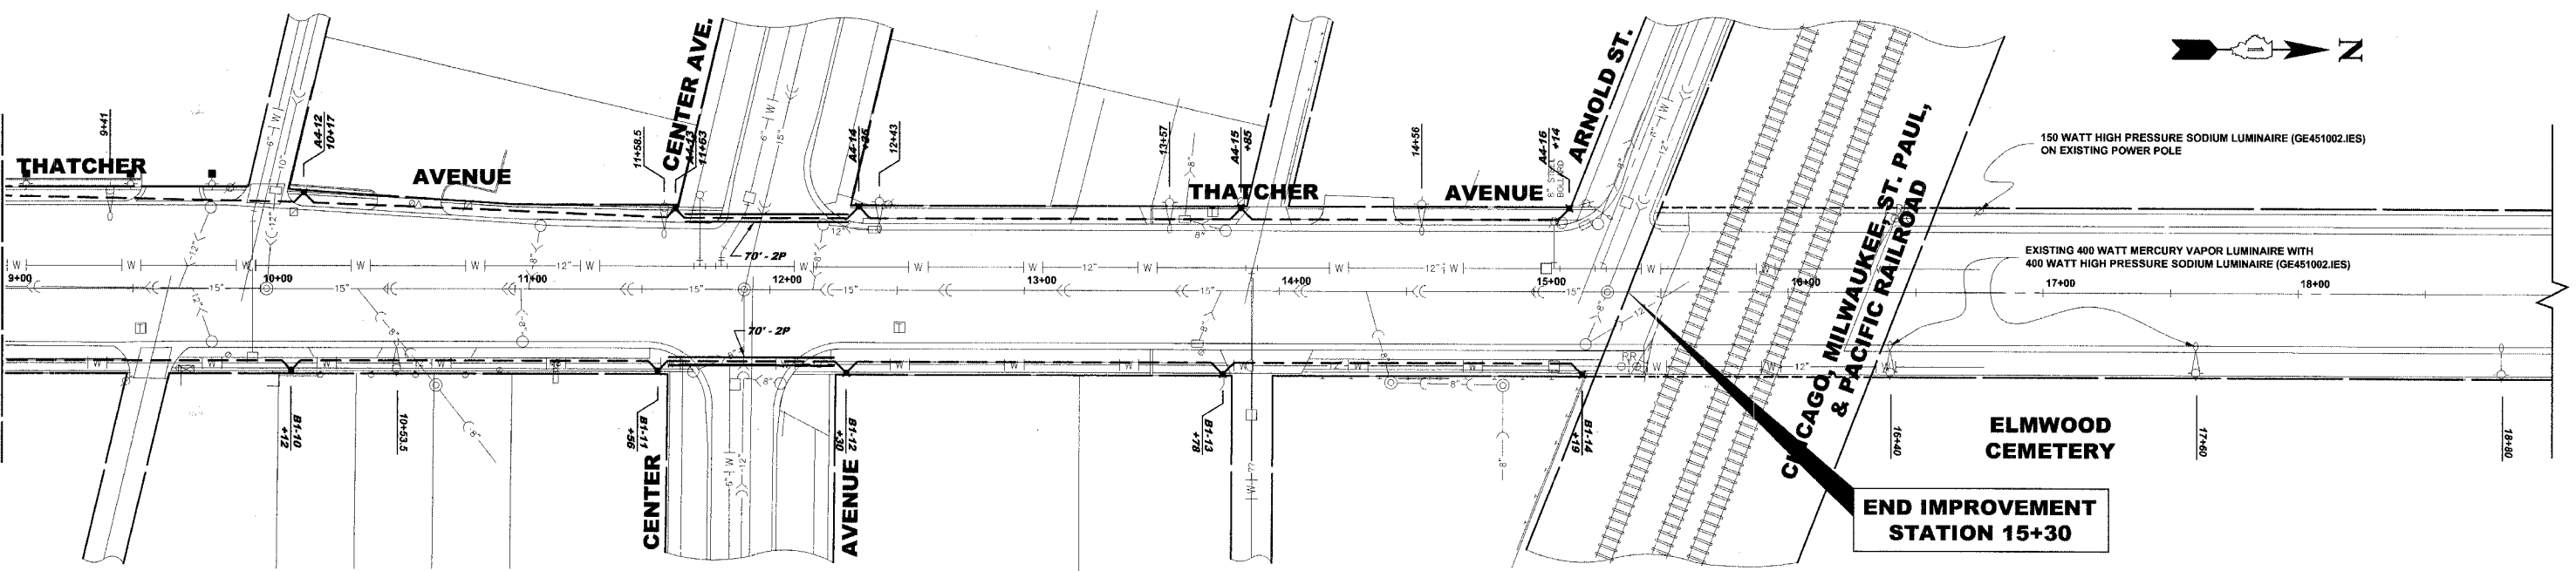 CENTER AVE.
ARNOLD ST.
N
THATCHER
AVENUE
THATCHER
AVENUE
9+41
A4-12
10+17
11+58.5
A4-13
11+63
A4-14
+35
12+43
13+57
A4-15
+85
14+56
A4-16
+14
8" STEEL
BOLLARD
150 WATT HIGH PRESSURE SODIUM LUMINAIRE (GE451002.IES)
ON EXISTING POWER POLE
EXISTING 400 WATT MERCURY VAPOR LUMINAIRE WITH
400 WATT HIGH PRESSURE SODIUM LUMINAIRE (GE451002.IES)
CHICAGO, MILWAUKEE, ST. PAUL,
& PACIFIC RAILROAD
70' - 2P
9+00
10+00
11+00
12+00
13+00
14+00
15+00
16+00
17+00
18+00
70' - 2P
B1-10
+12
10+53.5
B1-11
+56
B1-12
+30
B1-13
+78
B1-14
+19
16+40
17+60
18+80
CENTER
AVENUE
ELMWOOD
CEMETERY
END IMPROVEMENT
STATION 15+30